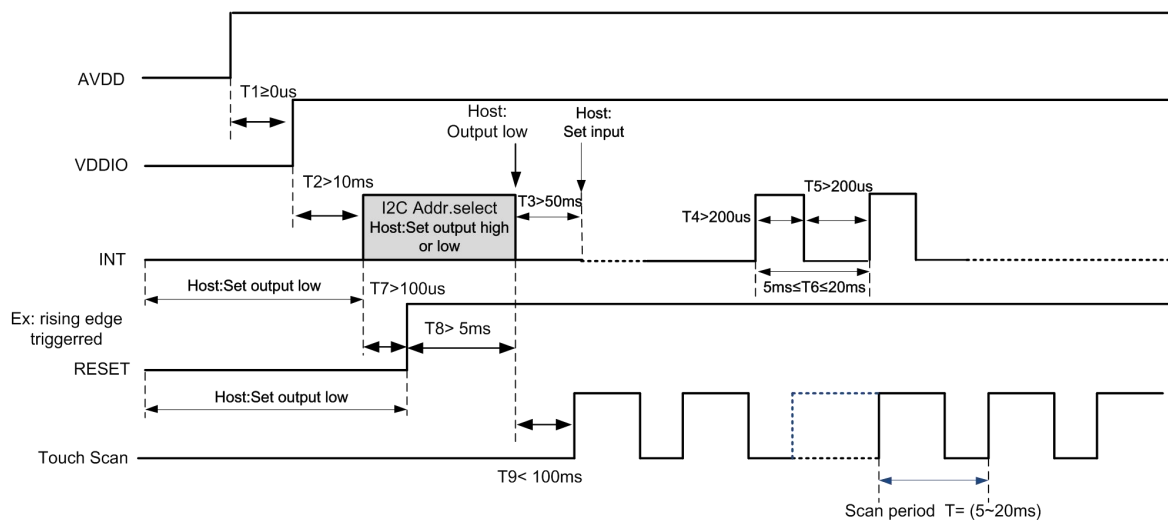 AVDD
T1≥0us
Host:
Output low
Host:
Set input
VDDIO
T2>10ms
I2C Addr.select
Host:Set output high
or low
T3>50ms
T4>200us
T5>200us
INT
5ms≤T6≤20ms
Host:Set output low
T7>100us
Ex: rising edge
triggerred
T8> 5ms
RESET
Host:Set output low
Touch Scan
T9< 100ms
Scan period T= (5~20ms)